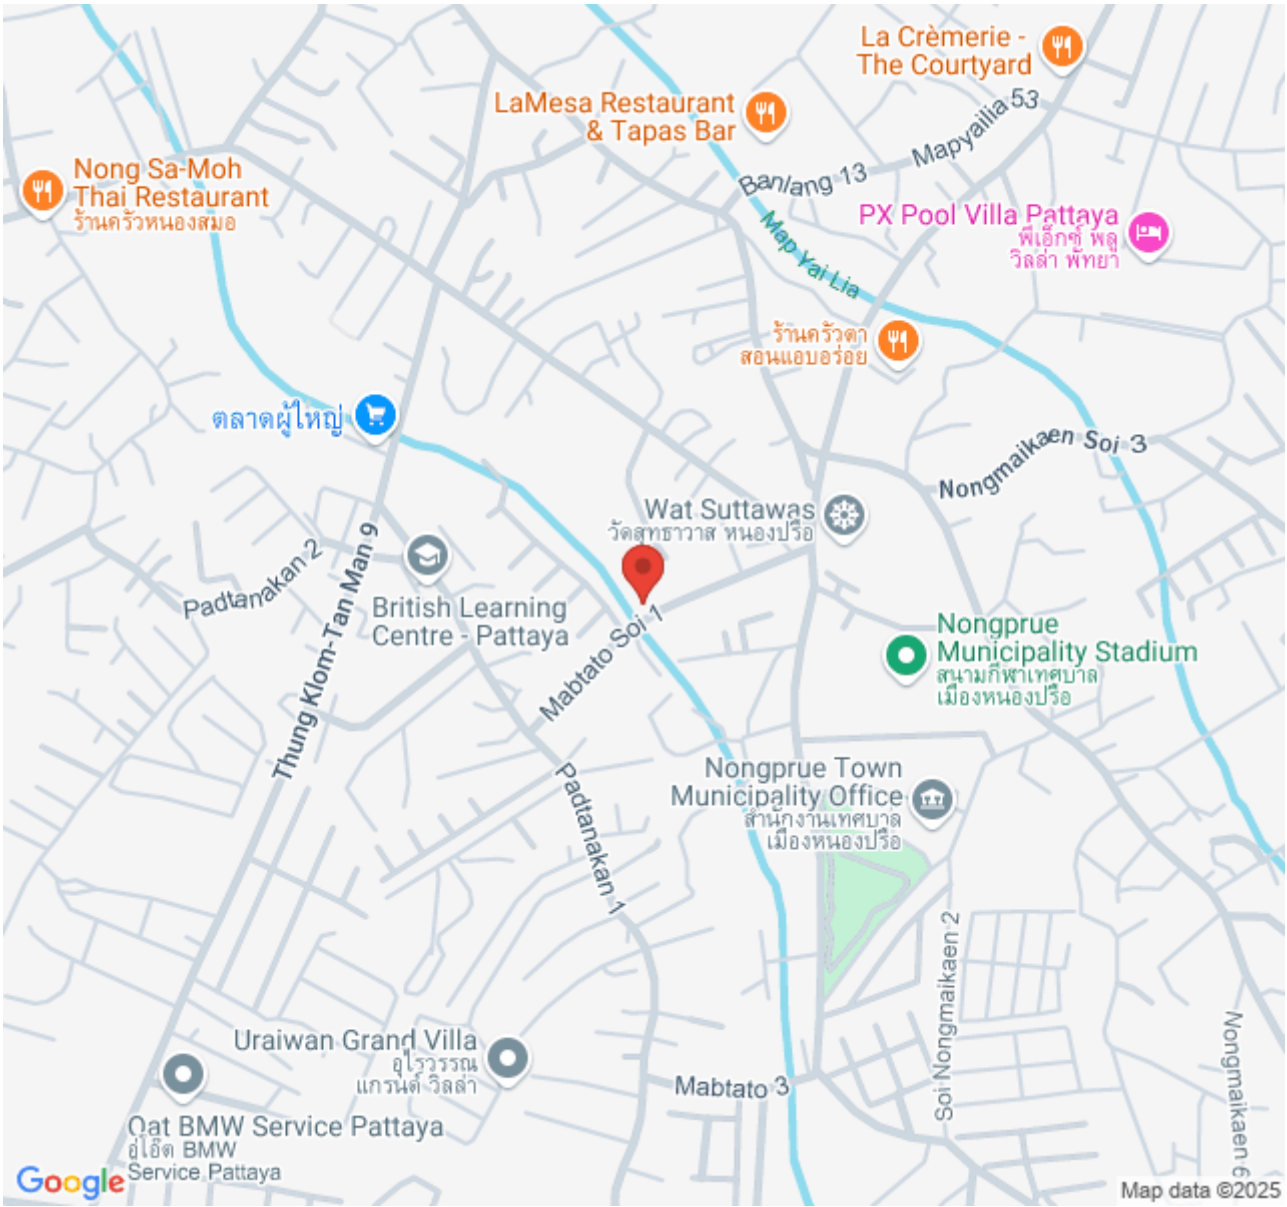 La Crèmerie -
The Courtyard
LaMesa Restaurant
& Tapas Bar
Mapyailia 53
Banlang 13
Nong Sa-Moh
Thai Restaurant
ร้านครัวหนองสมอ
PX Pool Villa Pattaya
พีเอ็กซ์ พลู
วิลล่า พัทยา
Map Yai Lia
ร้านครัวตา
สอนแอบอร่อย
ตลาดผู้ใหญ่
Nongmaikaen Soi 3
Wat Suttawas
วัดสุทธาวาส หนองปรือ
Padtanakan 2
Thung Klom-Tan Man 9
British Learning
Centre - Pattaya
Mabtato Soi 1
Nongprue
Municipality Stadium
สนามกีฬาเทศบาล
เมืองหนองปรือ
Nongprue Town
Municipality Office
สำนักงานเทศบาล
เมืองหนองปรือ
Padtanakan 1
Soi Nongmaikaen 2
Nongmaikaen 6
Uraiwan Grand Villa
อุไรวรรณ
แกรนด์ วิลล่า
Mabtato 3
Oat BMW Service Pattaya
อู่โอ๊ต BMW
Service Pattaya
Google
Map data ©2025